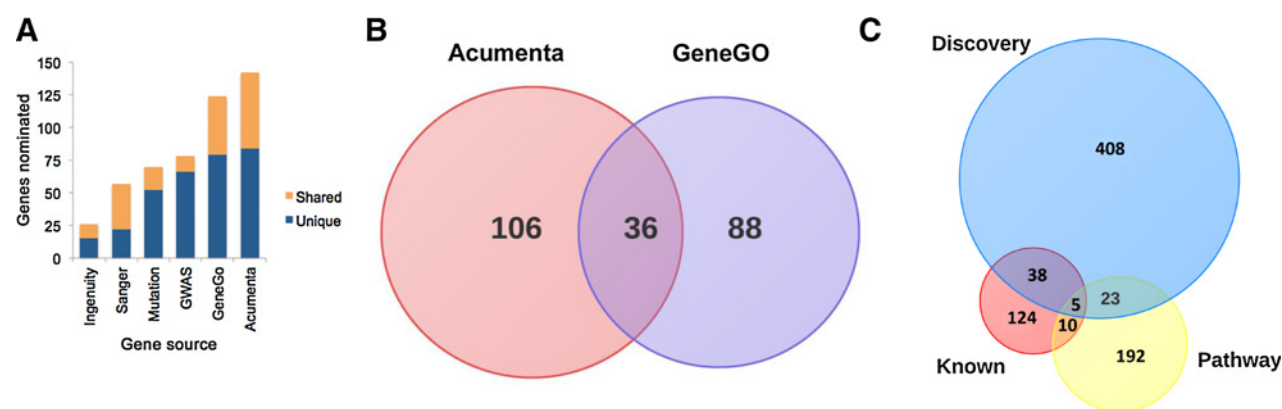 A
150
125
100
75
50
25
0
Genes nominated
Shared
Unique
Ingenuity
Sanger
Mutation
GWAS
GeneGo
Acumenta
Gene source
B
Acumenta
GeneGO
106
36
88
C
Discovery
408
38
5
23
124
10
192
Known
Pathway